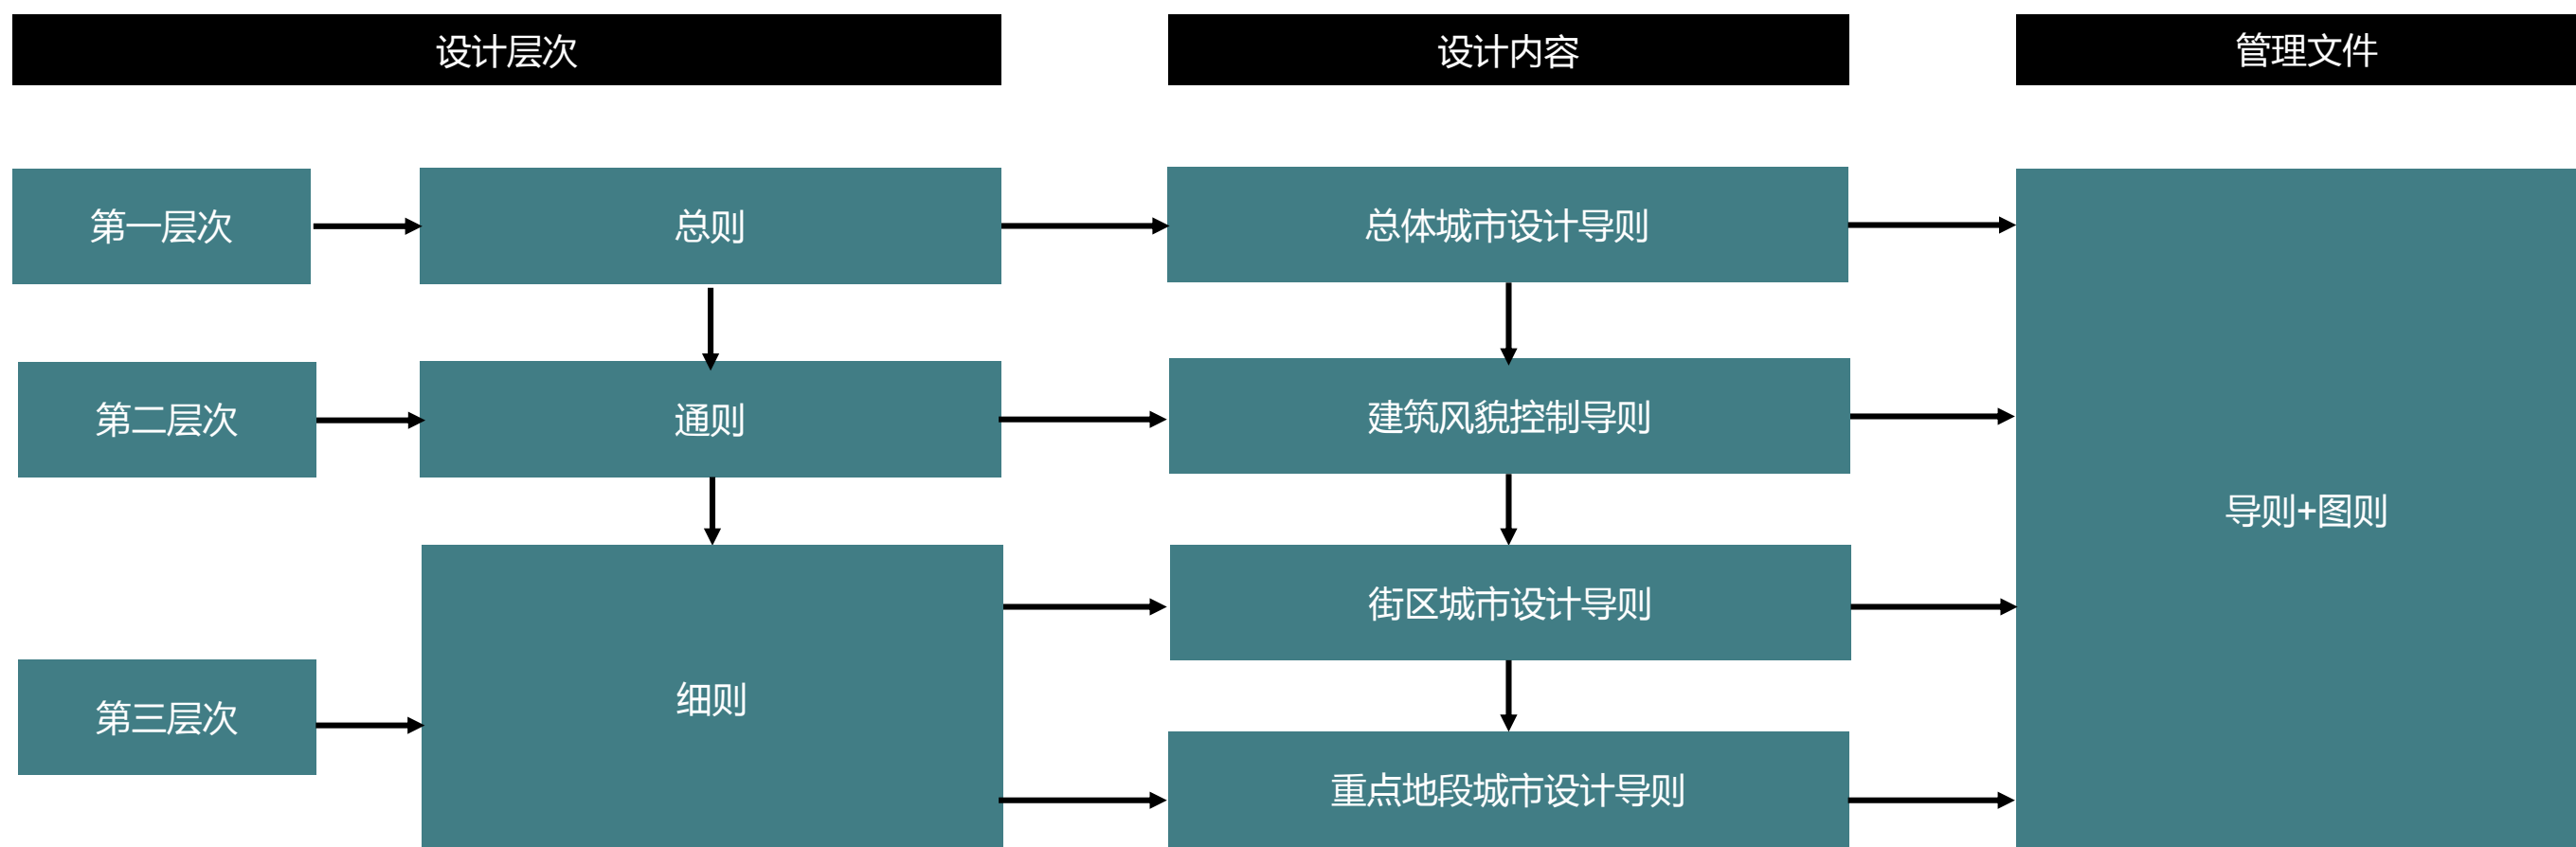 设计层次
设计内容
管理文件
第一层次
总则
总体城市设计导则
第二层次
通则
建筑风貌控制导则
导则+图则
街区城市设计导则
第三层次
细则
重点地段城市设计导则